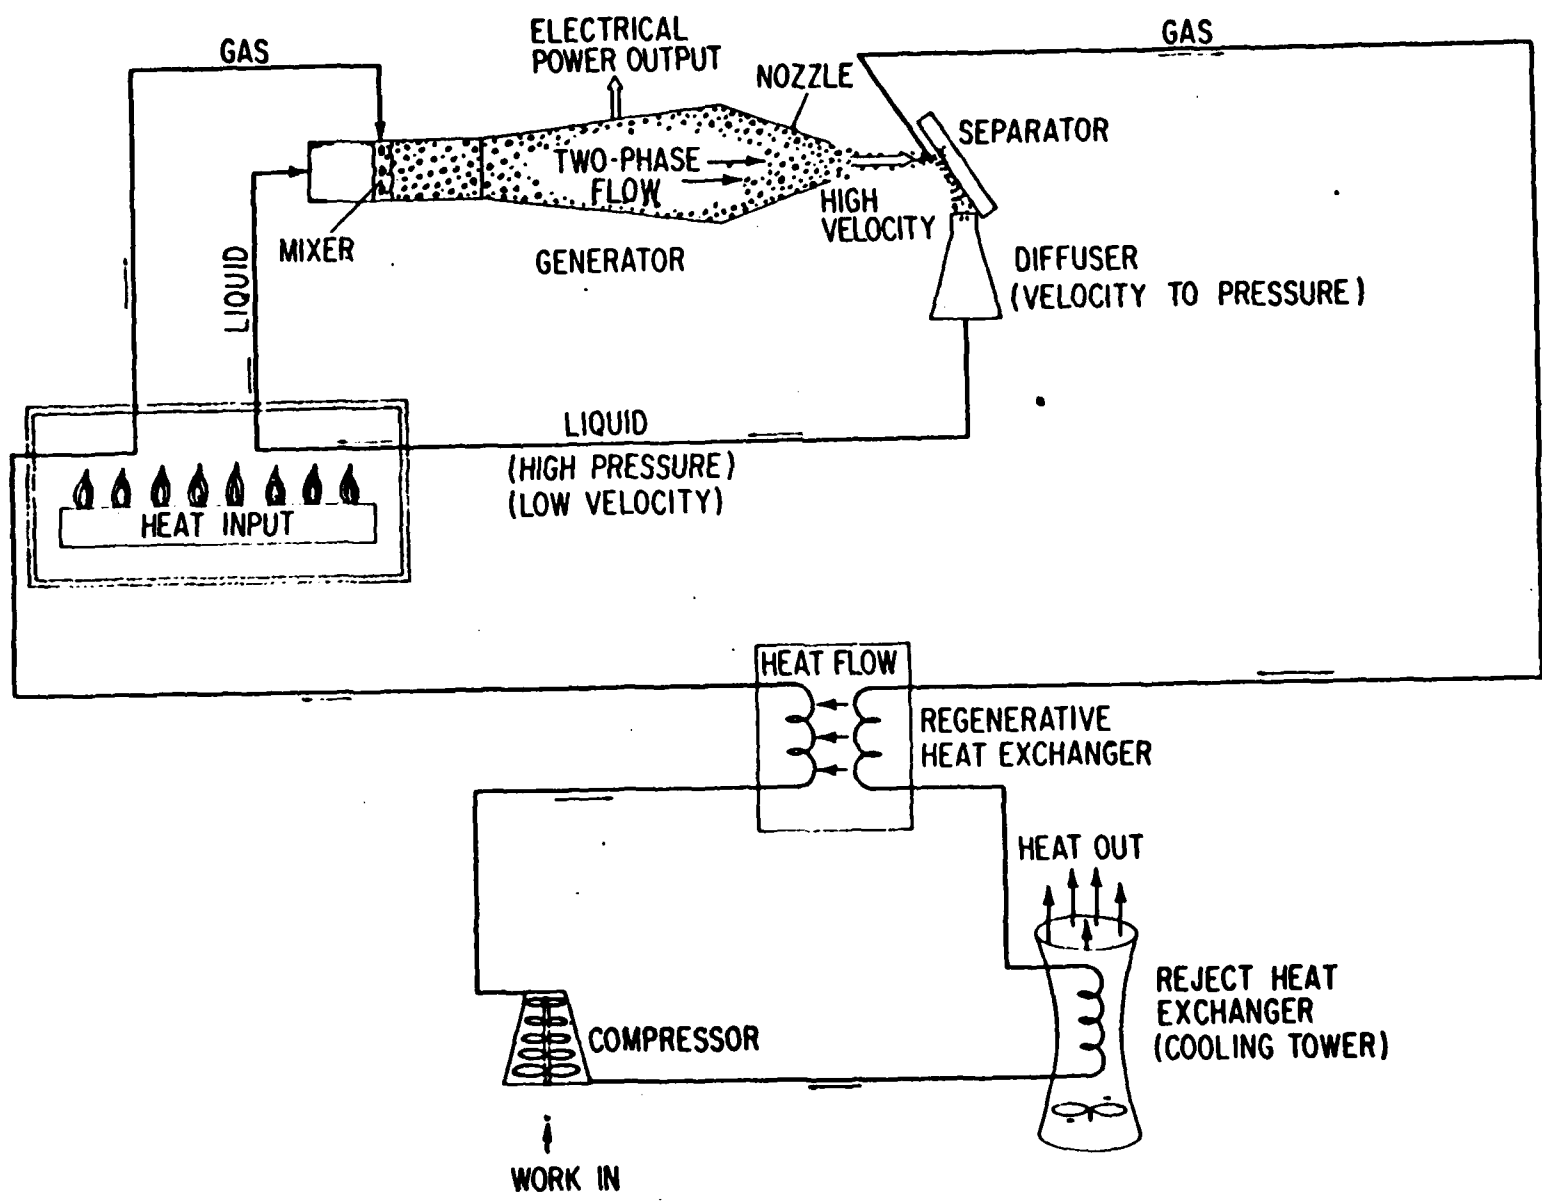 GAS
ELECTRICAL
POWER OUTPUT
NOZZLE
GAS
SEPARATOR
TWO-PHASE
FLOW
HIGH
VELOCITY
MIXER
GENERATOR
LIQUID
DIFFUSER
(VELOCITY TO PRESSURE)
LIQUID
(HIGH PRESSURE)
(LOW VELOCITY)
HEAT INPUT
HEAT FLOW
REGENERATIVE
HEAT EXCHANGER
HEAT OUT
REJECT HEAT
EXCHANGER
(COOLING TOWER)
COMPRESSOR
WORK IN